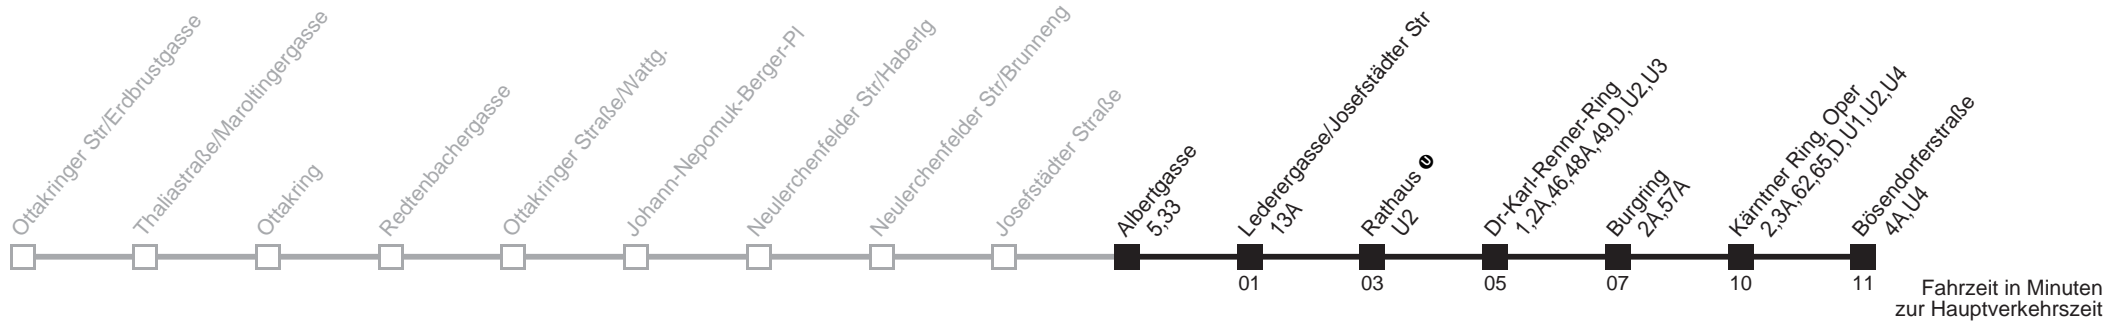 Ottakringer Str/Erdbrustgasse
Thaliastraße/Maroltingergasse
Ottakring
Redtenbachergasse
Ottakringer Straße/Wattg.
Johann-Nepomuk-Berger-Pl
Neulerchenfelder Str/Haberlg
Neulerchenfelder Str/Brunneng
Josefstädter Straße
Albertgasse
5,33
Lederergasse/Josefstädter Str
13A
Rathaus U
U2
Dr-Karl-Renner-Ring
1,2A,46,48A,49,D,U2,U3
Burgring
2A,57A
Kärntner Ring, Oper
2,3A,62,65,D,U1,U2,U4
Bösendorferstraße
4A,U4
01
03
05
07
10
11
Fahrzeit in Minuten
zur Hauptverkehrszeit